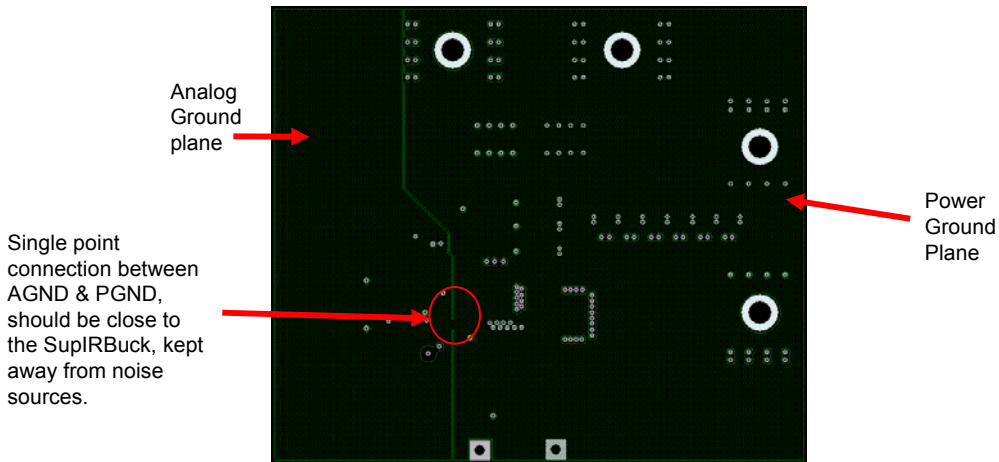 Analog
Ground
plane
Single point
connection between
AGND & PGND,
should be close to
the SupIRBuck, kept
away from noise
sources.
Power
Ground
Plane